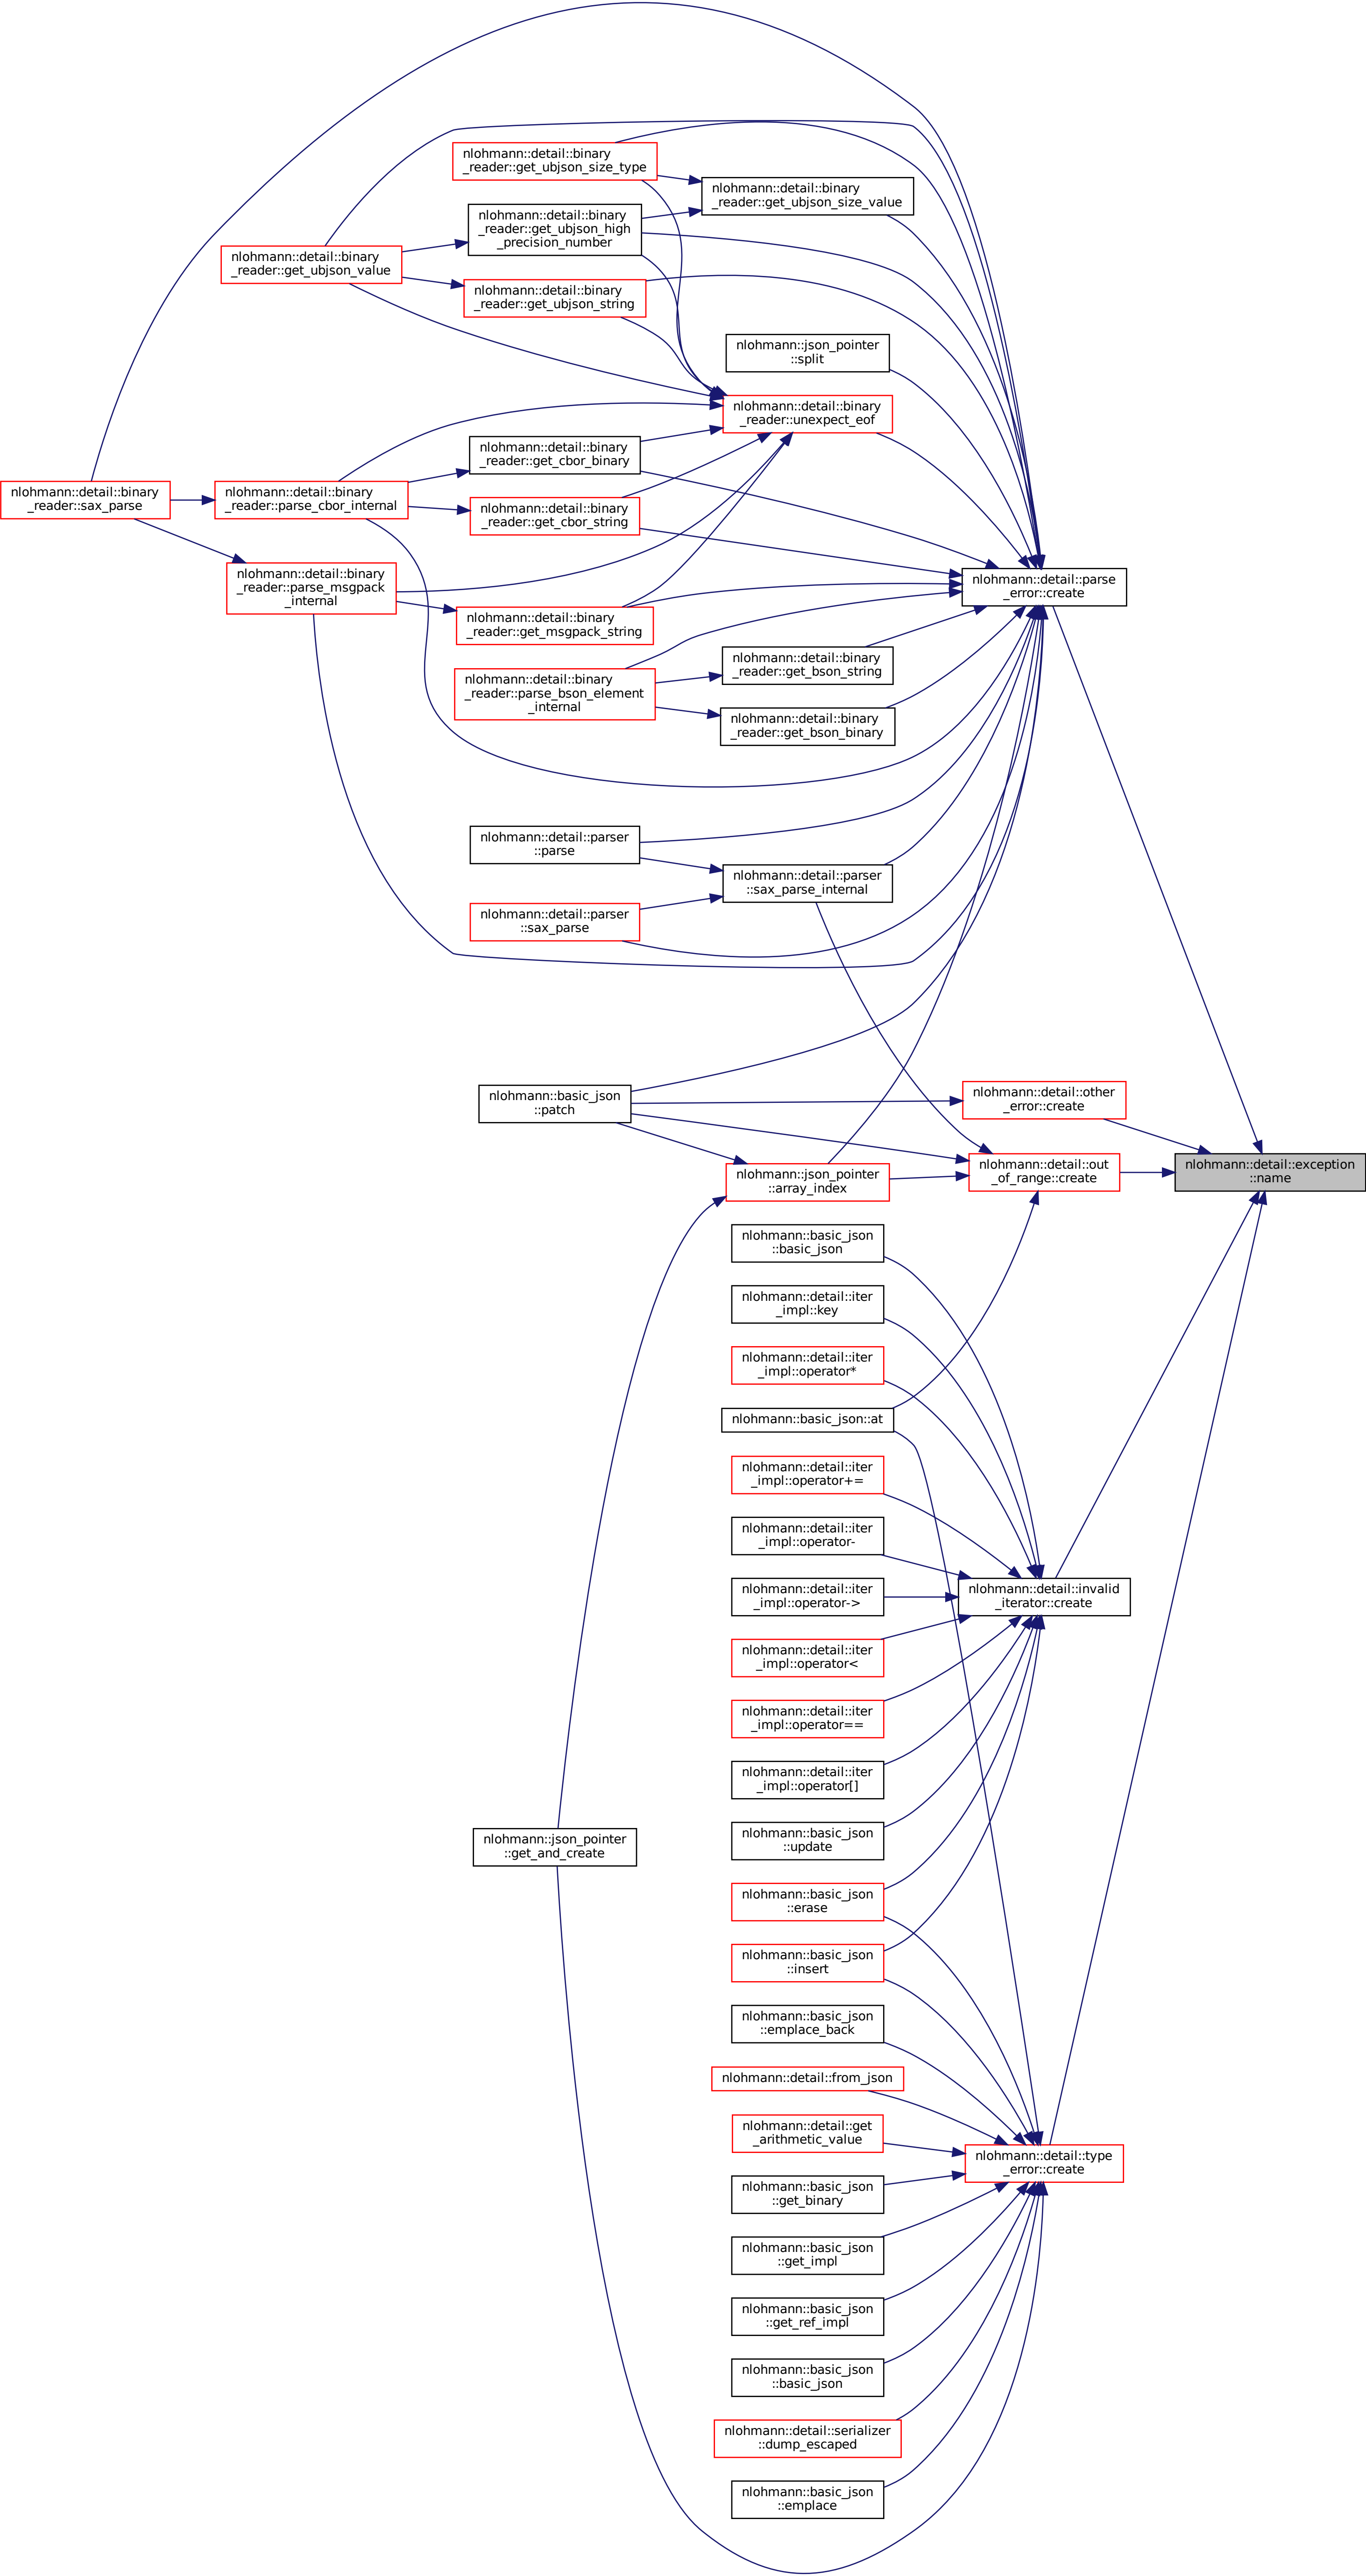 nlohmann::detail::binary
_reader::get_ubjson_size_type
nlohmann::detail::binary
_reader::get_ubjson_size_value
nlohmann::detail::binary
_reader::get_ubjson_high
_precision_number
nlohmann::detail::binary
_reader::get_ubjson_value
nlohmann::detail::binary
_reader::get_ubjson_string
nlohmann::json_pointer
::split
nlohmann::detail::binary
_reader::unexpect_eof
nlohmann::detail::binary
_reader::get_cbor_binary
nlohmann::detail::binary
_reader::sax_parse
nlohmann::detail::binary
_reader::parse_cbor_internal
nlohmann::detail::binary
_reader::get_cbor_string
nlohmann::detail::binary
_reader::parse_msgpack
_internal
nlohmann::detail::parse
_error::create
nlohmann::detail::binary
_reader::get_msgpack_string
nlohmann::detail::binary
_reader::get_bson_string
nlohmann::detail::binary
_reader::parse_bson_element
_internal
nlohmann::detail::binary
_reader::get_bson_binary
nlohmann::detail::parser
::parse
nlohmann::detail::parser
::sax_parse_internal
nlohmann::detail::parser
::sax_parse
nlohmann::basic_json
::patch
nlohmann::detail::other
_error::create
nlohmann::detail::out
_of_range::create
nlohmann::detail::exception
::name
nlohmann::json_pointer
::array_index
nlohmann::basic_json
::basic_json
nlohmann::detail::iter
_impl::key
nlohmann::detail::iter
_impl::operator*
nlohmann::basic_json::at
nlohmann::detail::iter
_impl::operator+=
nlohmann::detail::iter
_impl::operator-
nlohmann::detail::invalid
_iterator::create
nlohmann::detail::iter
_impl::operator->
nlohmann::detail::iter
_impl::operator<
nlohmann::detail::iter
_impl::operator==
nlohmann::detail::iter
_impl::operator[]
nlohmann::basic_json
::update
nlohmann::json_pointer
::get_and_create
nlohmann::basic_json
::erase
nlohmann::basic_json
::insert
nlohmann::basic_json
::emplace_back
nlohmann::detail::from_json
nlohmann::detail::get
_arithmetic_value
nlohmann::detail::type
_error::create
nlohmann::basic_json
::get_binary
nlohmann::basic_json
::get_impl
nlohmann::basic_json
::get_ref_impl
nlohmann::basic_json
::basic_json
nlohmann::detail::serializer
::dump_escaped
nlohmann::basic_json
::emplace